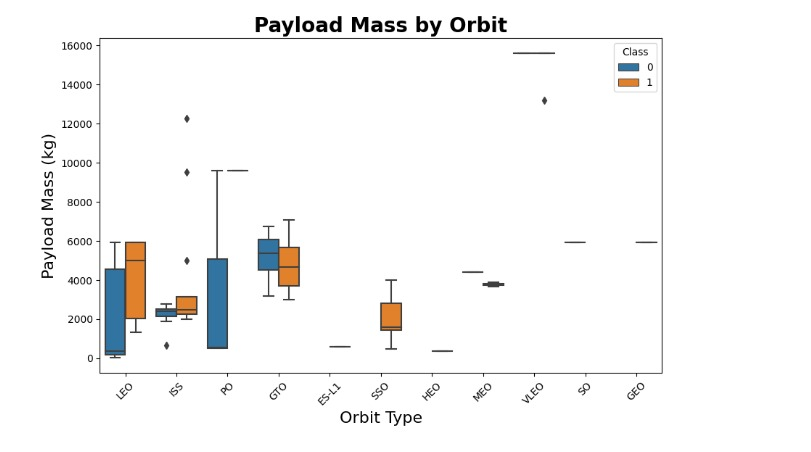 Payload Mass by Orbit
Payload Mass (kg)
16000
14000
12000
10000
8000
6000
4000
2000
0
Class
0
1
LEO
ISS
PO
GTO
ES-L1
SSO
HEO
MEO
VLEO
SO
GEO
Orbit Type